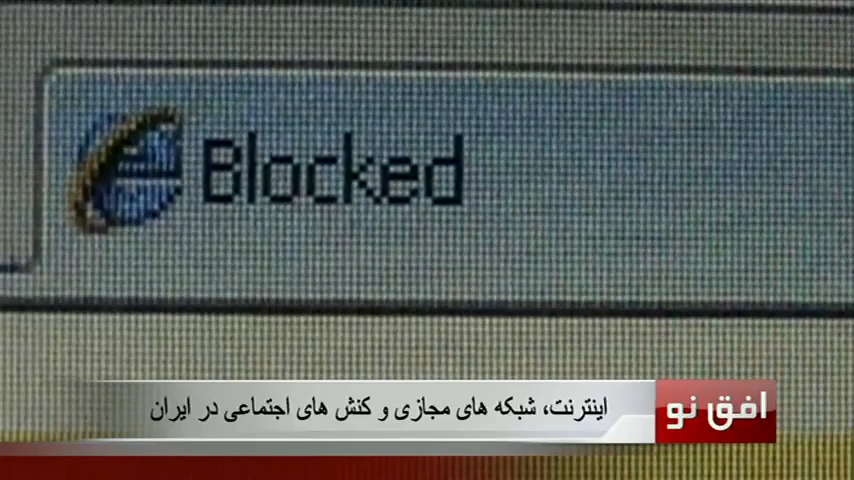 Blocked
افق نو
اینترنت، شبکه های مجازی و کنش های اجتماعی در ایران